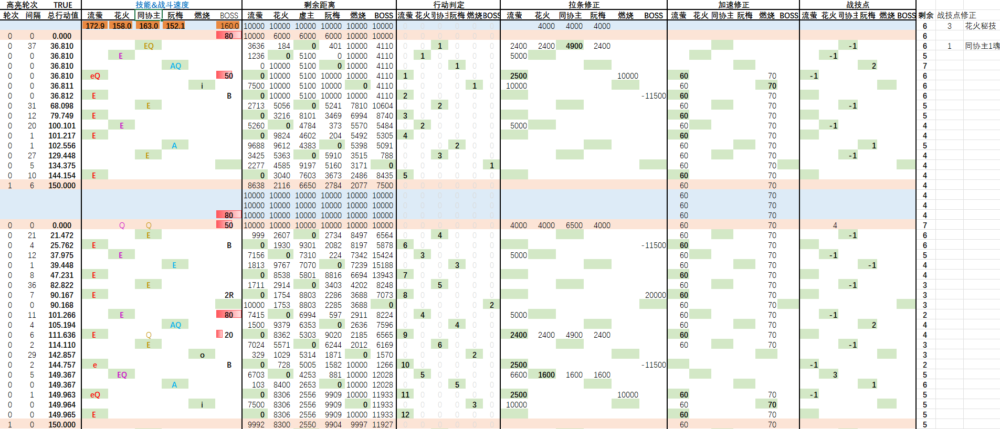 高亮轮次 TRUE 技能&战斗速度 剩余距离 行动判定 拉条修正 加速修正 战技点
轮次 间隔 总行动值 流萤 花火 同协主 阮梅 燃烧 BOSS 流萤 花火 虚主 阮梅 燃烧 BOSS 流萤 花火 司协主 阮梅 燃烧 BOSS 流萤 花火 同协主 阮梅 燃烧 BOSS 流萤 花火 同协主 阮梅 燃烧 BOSS 流萤 花火 司协主 阮梅 燃烧 BOSS 剩余 战技点修正
172.9 158.0 163.0 152.1 160.0 10000 10000 10000 10000 10000 10000 0 0 0 0 0 0 4000 4000 4000 6 3 花火秘技
0 0 0.000 80 10000 6000 6000 6000 10000 10000 0 0 0 0 0 0 6
0 37 36.810 EQ 3636 184 0 401 10000 4110 0 0 1 0 0 0 2400 2400 4900 2400 -1 6 1 同协主1魂
0 0 36.810 E 1236 0 5100 0 10000 4110 0 1 0 0 0 0 5000 -1 5
0 0 36.810 AQ 0 10000 5100 0 10000 4110 0 0 0 1 0 0 2 7
0 0 36.810 eQ 50 0 10000 5100 10000 10000 4110 1 0 0 0 0 0 2500 10000 60 70 -1 6
0 0 36.811 i 7500 10000 5100 10000 0 4110 0 0 0 0 1 0 10000 60 70 6
0 0 36.812 E B 0 10000 5100 10000 10000 4110 2 0 0 0 0 0 -11500 60 70 6
0 31 68.098 E 2713 5056 0 5241 7810 10604 0 0 2 0 0 0 60 70 -1 5
0 12 79.749 E 0 3216 8101 3469 6994 8740 3 0 0 0 0 0 60 70 5
0 20 100.101 E 5260 0 4784 373 5570 5484 0 2 0 0 0 0 5000 60 70 -1 4
0 1 101.217 E 0 9824 4602 204 5492 5305 4 0 0 0 0 0 60 70 4
0 1 102.556 A 9688 9612 4383 0 5398 5091 0 0 0 2 0 0 60 70 1 5
0 27 129.448 E 3425 5363 0 5910 3515 788 0 0 3 0 0 0 60 70 -1 4
0 5 134.375 2277 4585 9197 5160 3171 0 0 0 0 0 0 1 60 70 4
0 10 144.154 E 0 3040 7603 3673 2486 8435 5 0 0 0 0 0 60 70 4
1 6 150.000 8638 2116 6650 2784 2077 7500 0 0 0 0 0 0 60 70 4
10000 10000 10000 10000 10000 10000 0 0 0 0 0 0 60 70 4
10000 10000 10000 10000 10000 10000 0 0 0 0 0 0 60 70 4
80 10000 10000 10000 10000 10000 10000 0 0 0 0 0 0 60 70 4
0 0 0.000 Q Q 50 10000 10000 10000 10000 10000 10000 0 0 0 0 0 0 4000 4000 6500 4000 60 70 4 7
0 21 21.472 E 999 2607 0 2734 8497 6564 0 0 4 0 0 0 60 70 -1 6
0 4 25.762 E B 0 1930 9301 2082 8197 5878 6 0 0 0 0 0 -11500 60 70 6
0 12 37.975 E 7156 0 7310 224 7342 15424 0 3 0 0 0 0 5000 60 70 -1 5
0 1 39.448 E 1813 9767 7070 0 7239 15188 0 0 0 3 0 0 60 70 -1 4
0 8 47.231 E 0 8538 5801 8816 6694 13943 7 0 0 0 0 0 60 70 4
0 36 82.822 E 1711 2914 0 3403 4202 8248 0 0 5 0 0 0 60 70 -1 3
0 7 90.167 E 2R 0 1754 8803 2286 3688 7073 8 0 0 0 0 0 20000 60 70 3
0 0 90.168 10000 1753 8803 2285 3688 0 0 0 0 0 0 2 60 70 3
0 11 101.266 E 80 7415 0 6994 597 2911 8224 0 4 0 0 0 0 5000 60 70 -1 2
0 4 105.194 AQ 1500 9379 6353 0 2636 7596 0 0 0 4 0 0 60 70 2 4
0 6 111.636 E Q 20 0 8362 5303 9020 2185 6565 9 0 0 0 0 0 2400 2400 4900 2400 60 70 4
0 2 114.110 E 7024 5571 0 6244 2012 6169 0 0 6 0 0 0 60 70 -1 3
0 29 142.857 o 329 1029 5314 1871 0 1570 0 0 0 0 2 0 3
0 2 144.757 e B 0 728 5005 1582 10000 1266 10 0 0 0 0 0 2500 -11500 -1 2
0 5 149.367 EQ 6703 0 4253 881 10000 12028 0 5 0 0 0 0 6600 1600 1600 1600 3 5
0 0 149.367 A 103 8400 2653 0 10000 12028 0 0 0 5 0 0 1 6
0 1 149.963 eQ 0 8306 2556 9909 10000 11933 11 0 0 0 0 0 2500 10000 60 70 -1 5
0 0 149.964 i 7500 8306 2556 9909 0 11933 0 0 0 0 3 0 10000 60 70 5
0 0 149.965 E 0 8306 2556 9909 10000 11933 12 0 0 0 0 0 60 70 5
1 0 150.000 9992 8300 2550 9904 9997 11927 0 0 0 0 0 0 60 70 5